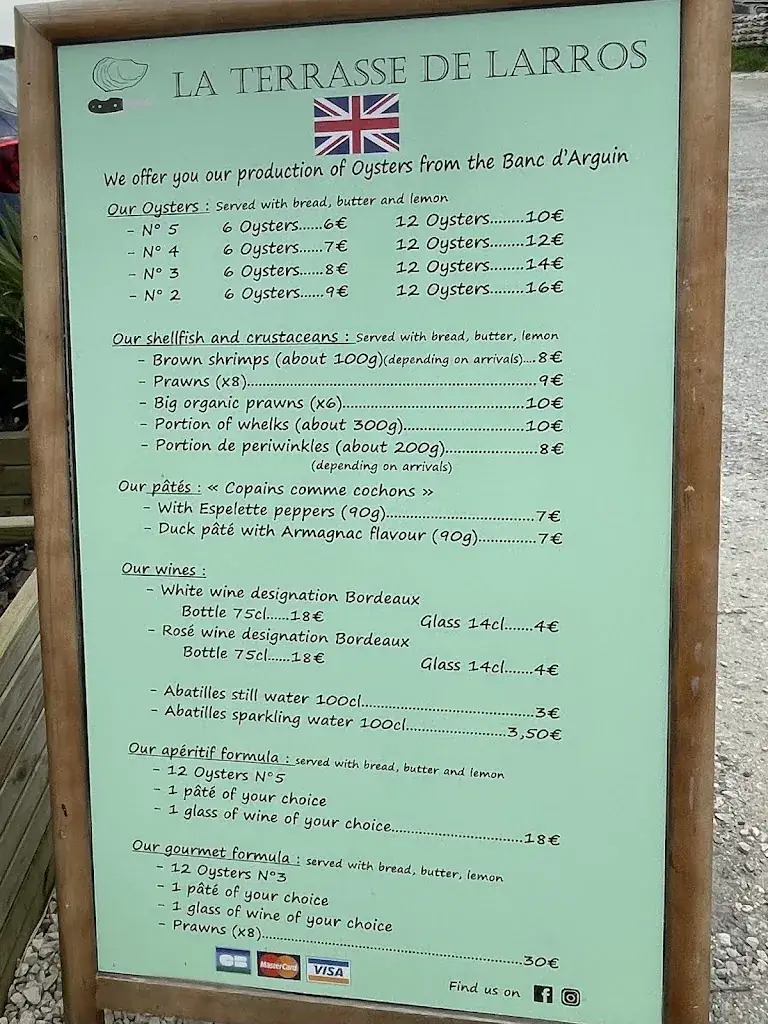 LA TERRASSE DE LARROS
We offer you our production of Oysters from the Banc d'Arguin
Our Oysters : Served with bread, butter and lemon
- N° 5 6 Oysters......6€ 12 Oysters........10€
- N° 4 6 Oysters......7€ 12 Oysters........12€
- N° 3 6 Oysters......8€ 12 Oysters........14€
- N° 2 6 Oysters......9€ 12 Oysters........16€
Our shellfish and crustaceans : Served with bread, butter, lemon
- Brown shrimps (about 100g)(depending on arrivals)....8€
- Prawns (x8)..........................................................9€
- Big organic prawns (x6).....................................10€
- Portion of whelks (about 300g)........................10€
- Portion de periwinkles (about 200g)..................8€
(depending on arrivals)
Our pâtés : « Copains comme cochons »
- With Espelette peppers (90g)..............................7€
- Duck pâté with Armagnac flavour (90g).................7€
Our wines :
- White wine designation Bordeaux
Bottle 75cl......18€ Glass 14cl.......4€
- Rosé wine designation Bordeaux
Bottle 75cl......18€ Glass 14cl.......4€
- Abatilles still water 100cl...................................3€
- Abatilles sparkling water 100cl.......................3,50€
Our apéritif formula : served with bread, butter and lemon
- 12 Oysters N°5
- 1 pâté of your choice
- 1 glass of wine of your choice...........................18€
Our gourmet formula : served with bread, butter, lemon
- 12 Oysters N°3
- 1 pâté of your choice
- 1 glass of wine of your choice
- Prawns (x8).....................................................30€
CB MasterCard VISA
Find us on f